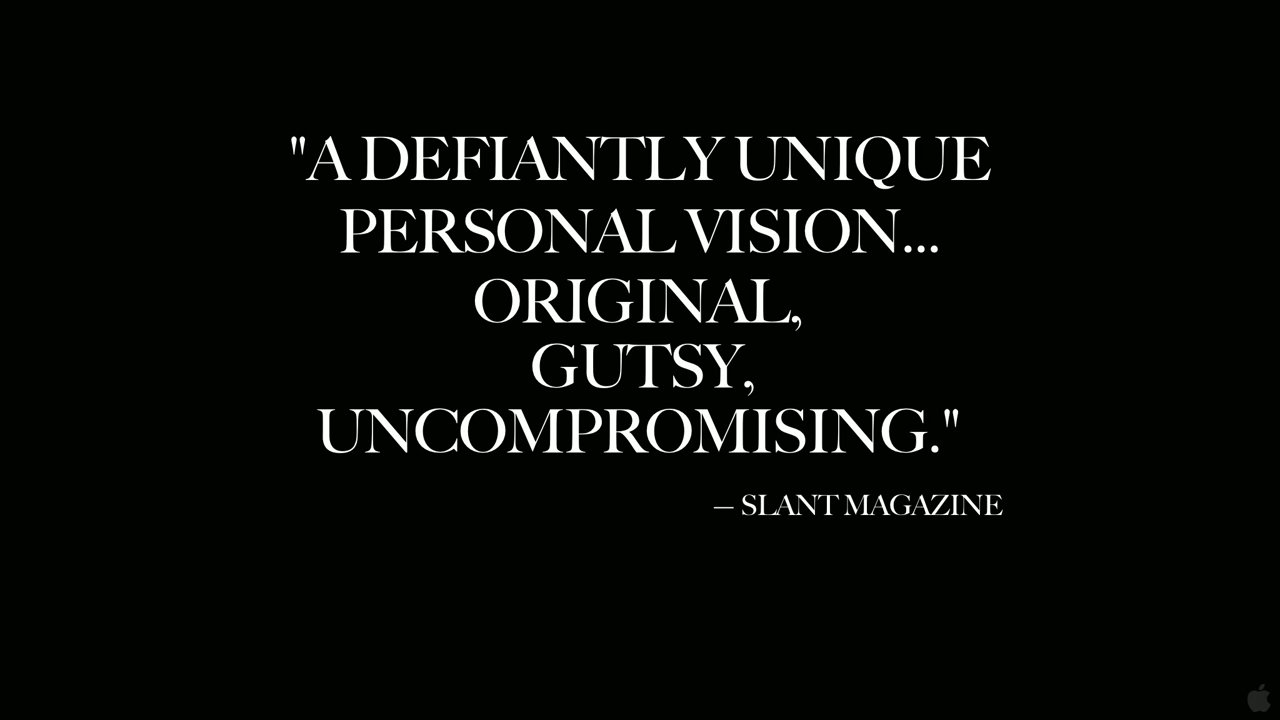 "A DEFIANTLY UNIQUE
PERSONAL VISION...
ORIGINAL,
GUTSY,
UNCOMPROMISING."
— SLANT MAGAZINE